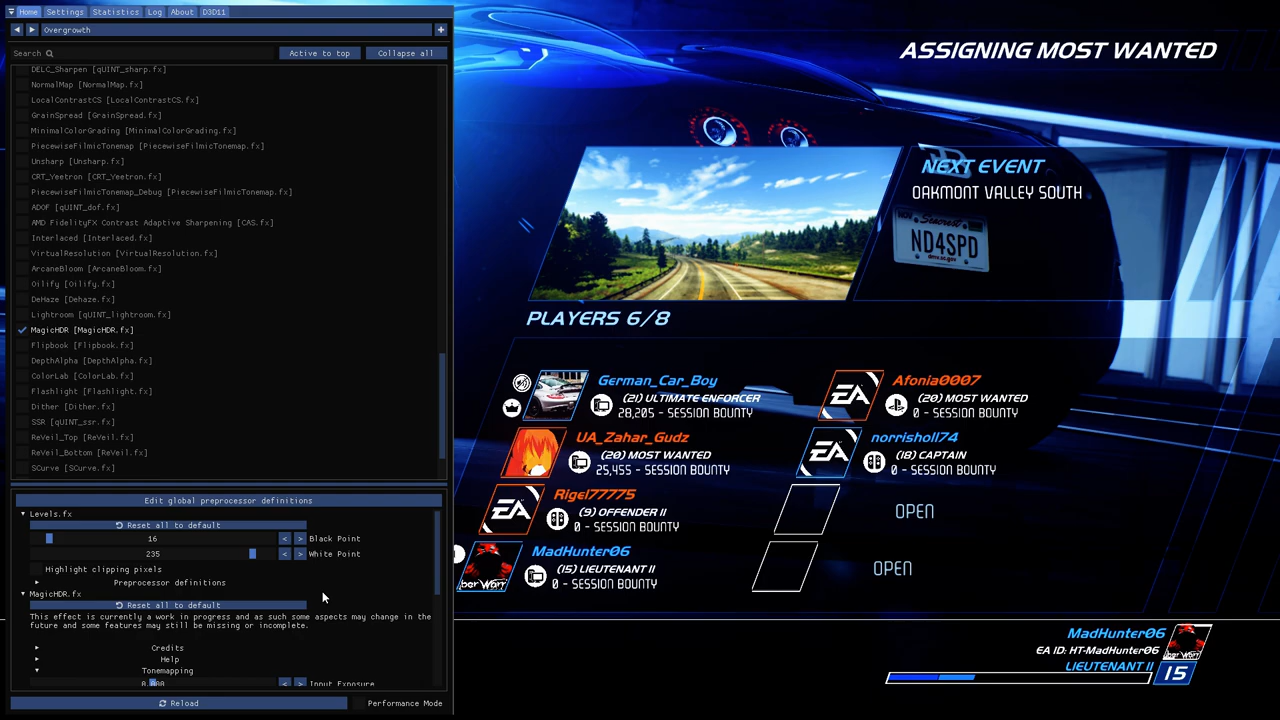 Home Settings Statistics Log About D3D11
Overgrowth
+
Search
Active to top
Collapse all
DELC_Sharpen [qUINT_sharp.fx]
NormalMap [NormalMap.fx]
LocalContrastCS [LocalContrastCS.fx]
GrainSpread [GrainSpread.fx]
MinimalColorGrading [MinimalColorGrading.fx]
PiecewiseFilmicTonemap [PiecewiseFilmicTonemap.fx]
Unsharp [Unsharp.fx]
CRT_Yeetron [CRT_Yeetron.fx]
PiecewiseFilmicTonemap_Debug [PiecewiseFilmicTonemap.fx]
ADOF [qUINT_dof.fx]
AMD FidelityFX Contrast Adaptive Sharpening [CAS.fx]
Interlaced [Interlaced.fx]
VirtualResolution [VirtualResolution.fx]
ArcaneBloom [ArcaneBloom.fx]
Oilify [Oilify.fx]
DeHaze [Dehaze.fx]
Lightroom [qUINT_lightroom.fx]
MagicHDR [MagicHDR.fx]
Flipbook [Flipbook.fx]
DepthAlpha [DepthAlpha.fx]
ColorLab [ColorLab.fx]
Flashlight [Flashlight.fx]
Dither [Dither.fx]
SSR [qUINT_ssr.fx]
ReVeil_Top [ReVeil.fx]
ReVeil_Bottom [ReVeil.fx]
SCurve [SCurve.fx]
Edit global preprocessor definitions
Levels.fx
Reset all to default
16 < > Black Point
235 < > White Point
Highlight clipping pixels
Preprocessor definitions
MagicHDR.fx
Reset all to default
This effect is currently a work in progress and as such some aspects may change in the
future and some features may still be missing or incomplete.
Credits
Help
Tonemapping
0.000 < > Input Exposure
Reload
Performance Mode
ASSIGNING MOST WANTED
NEXT EVENT
OAKMONT VALLEY SOUTH
Seacrest
ND4SPD
PLAYERS 6/8
German_Car_Boy
(21) ULTIMATE ENFORCER
28,205 - SESSION BOUNTY
UA_Zahar_Gudz
(20) MOST WANTED
25,455 - SESSION BOUNTY
EA
Rigel77775
(9) OFFENDER II
0 - SESSION BOUNTY
MadHunter06
(15) LIEUTENANT II
0 - SESSION BOUNTY
EA
Afonia0007
(20) MOST WANTED
0 - SESSION BOUNTY
EA
norrisholl74
(18) CAPTAIN
0 - SESSION BOUNTY
OPEN
OPEN
MadHunter06
EA ID: HT-MadHunter06
LIEUTENANT II
15